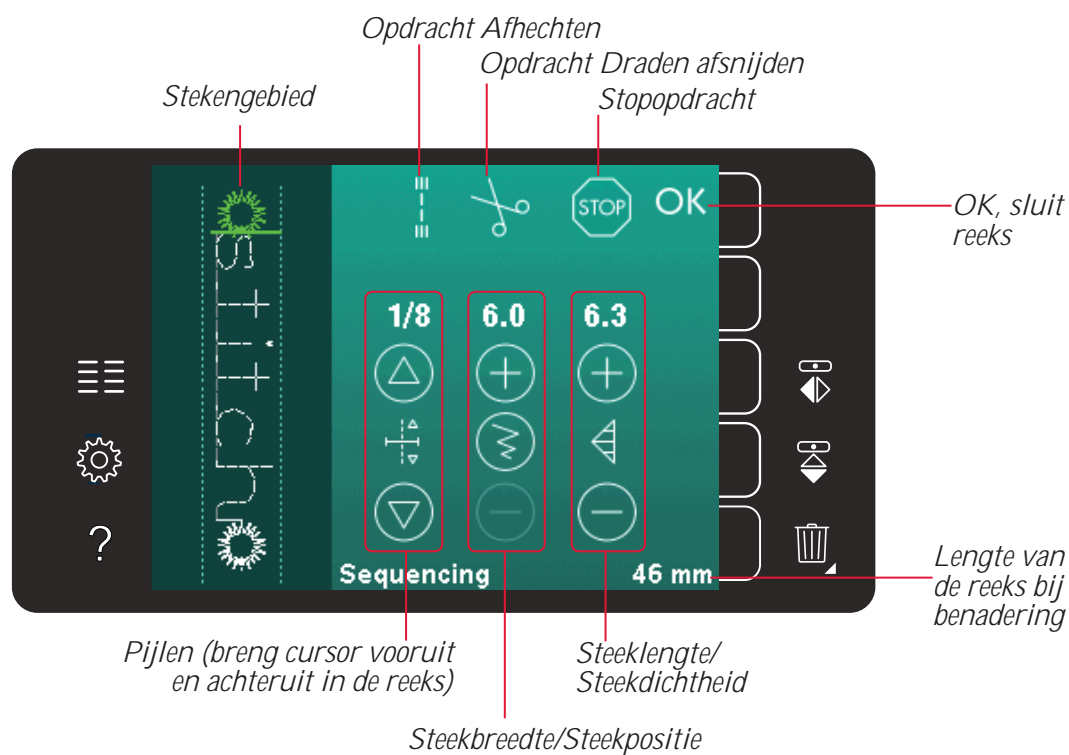 Opdracht Afhechten
Opdracht Draden afsnijden
Stopopdracht
Stekengebied
STOP
OK
OK, sluit
reeks
1/8
6.0
6.3
stitch
?
Sequencing
46 mm
Lengte van
de reeks bij
benadering
Pijlen (breng cursor vooruit
en achteruit in de reeks)
Steeklengte/
Steekdichtheid
Steekbreedte/Steekpositie